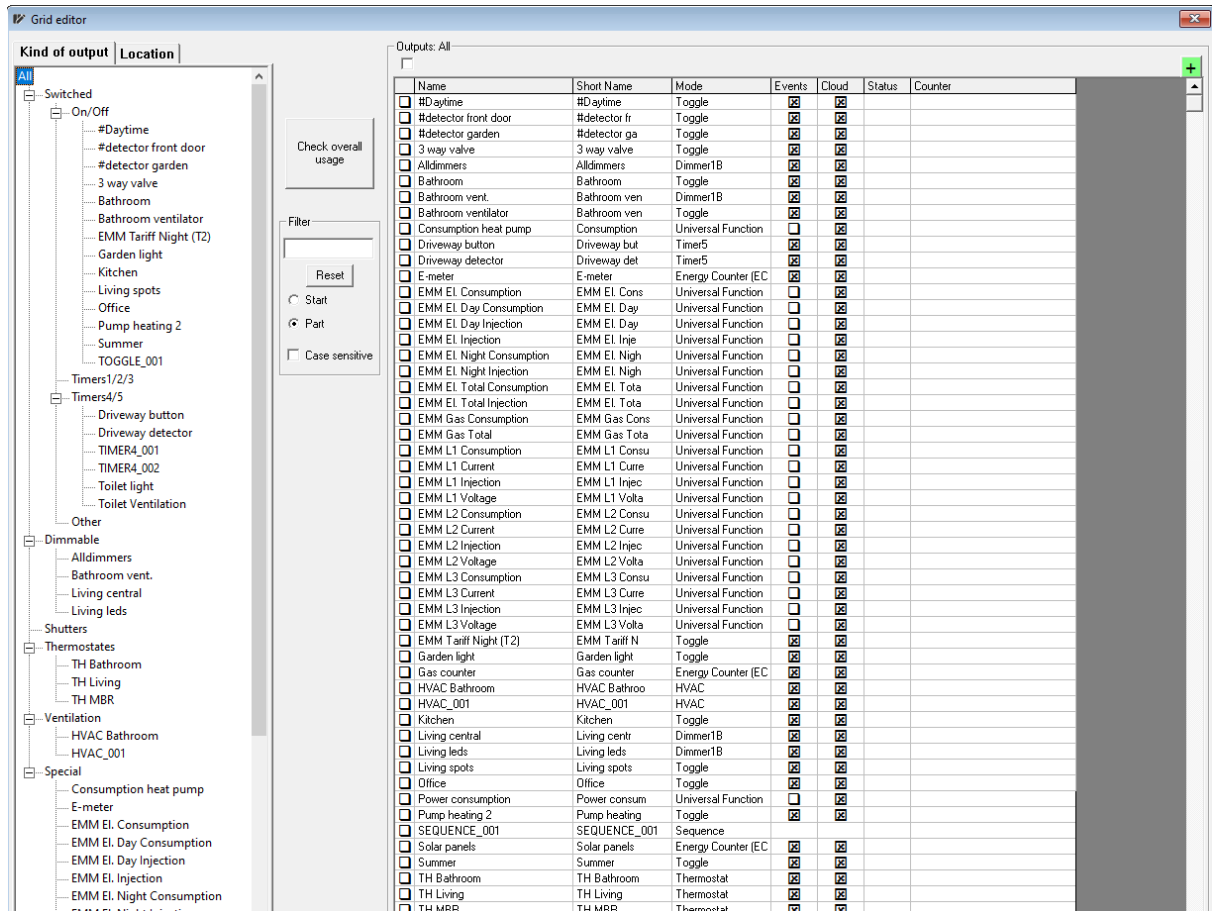 Grid editor
Kind of output
Location
All
Switched
On/Off
#Daytime
#detector front door
#detector garden
3 way valve
Bathroom
Bathroom ventilator
EMM Tariff Night (T2)
Garden light
Kitchen
Living spots
Office
Pump heating 2
Summer
TOGGLE_001
Timers1/2/3
Timers4/5
Driveway button
Driveway detector
TIMER4_001
TIMER4_002
Toilet light
Toilet Ventilation
Other
Dimmable
Alldimmers
Bathroom vent.
Living central
Living leds
Shutters
Thermostates
TH Bathroom
TH Living
TH MBR
Ventilation
HVAC Bathroom
HVAC_001
Special
Consumption heat pump
E-meter
EMM El. Consumption
EMM El. Day Consumption
EMM El. Day Injection
EMM El. Injection
EMM El. Night Consumption
Check overall
usage
Filter
Reset
Start
Part
Case sensitive
Outputs: All
+
Name Short Name Mode Events Cloud Status Counter
#Daytime #Daytime Toggle
#detector front door #detector fr Toggle
#detector garden #detector ga Toggle
3 way valve 3 way valve Toggle
Alldimmers Alldimmers Dimmer1B
Bathroom Bathroom Toggle
Bathroom vent. Bathroom ven Dimmer1B
Bathroom ventilator Bathroom ven Toggle
Consumption heat pump Consumption Universal Function
Driveway button Driveway but Timer5
Driveway detector Driveway det Timer5
E-meter E-meter Energy Counter (EC
EMM El. Consumption EMM El. Cons Universal Function
EMM El. Day Consumption EMM El. Day Universal Function
EMM El. Day Injection EMM El. Day Universal Function
EMM El. Injection EMM El. Inje Universal Function
EMM El. Night Consumption EMM El. Nigh Universal Function
EMM El. Night Injection EMM El. Nigh Universal Function
EMM El. Total Consumption EMM El. Tota Universal Function
EMM El. Total Injection EMM El. Tota Universal Function
EMM Gas Consumption EMM Gas Cons Universal Function
EMM Gas Total EMM Gas Tota Universal Function
EMM L1 Consumption EMM L1 Consu Universal Function
EMM L1 Current EMM L1 Curre Universal Function
EMM L1 Injection EMM L1 Injec Universal Function
EMM L1 Voltage EMM L1 Volta Universal Function
EMM L2 Consumption EMM L2 Consu Universal Function
EMM L2 Current EMM L2 Curre Universal Function
EMM L2 Injection EMM L2 Injec Universal Function
EMM L2 Voltage EMM L2 Volta Universal Function
EMM L3 Consumption EMM L3 Consu Universal Function
EMM L3 Current EMM L3 Curre Universal Function
EMM L3 Injection EMM L3 Injec Universal Function
EMM L3 Voltage EMM L3 Volta Universal Function
EMM Tariff Night (T2) EMM Tariff N Toggle
Garden light Garden light Toggle
Gas counter Gas counter Energy Counter (EC
HVAC Bathroom HVAC Bathroo HVAC
HVAC_001 HVAC_001 HVAC
Kitchen Kitchen Toggle
Living central Living centr Dimmer1B
Living leds Living leds Dimmer1B
Living spots Living spots Toggle
Office Office Toggle
Power consumption Power consum Universal Function
Pump heating 2 Pump heating Toggle
SEQUENCE_001 SEQUENCE_001 Sequence
Solar panels Solar panels Energy Counter (EC
Summer Summer Toggle
TH Bathroom TH Bathroom Thermostat
TH Living TH Living Thermostat
TH MBR TH MBR Thermostat